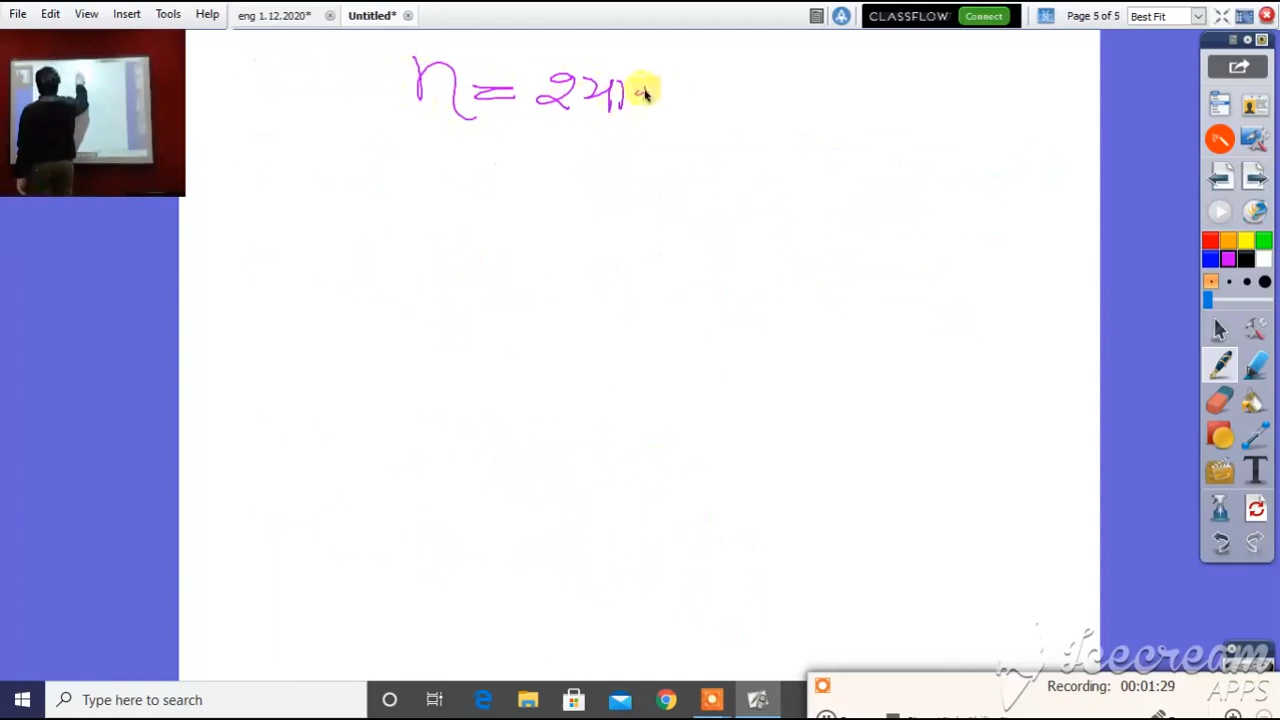 File Edit View Insert Tools Help eng 1.12.2020* Untitled* CLASSFLOW Connect Page 5 of 5 Best Fit
η = 24π
T
Icecream
APPS
Recording: 00:01:29
Type here to search